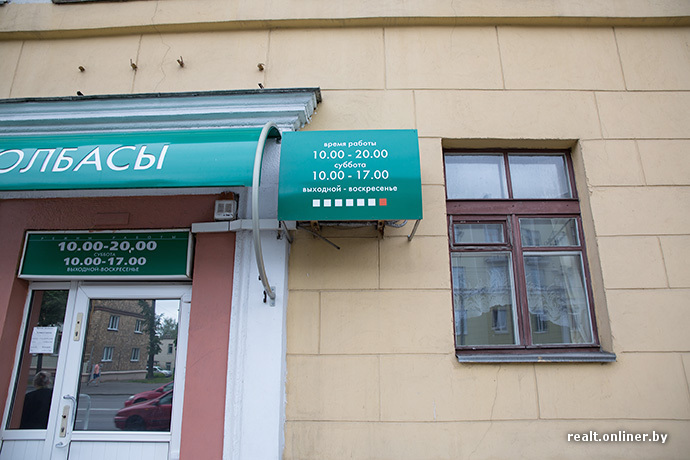 ОЛБАСЫ
время работы
10.00 - 20.00
суббота
10.00 - 17.00
выходной - воскресенье
10.00-20.00
СУББОТА
10.00-17.00
ВЫХОДНОЙ-ВОСКРЕСЕНЬЕ
realt.onliner.by